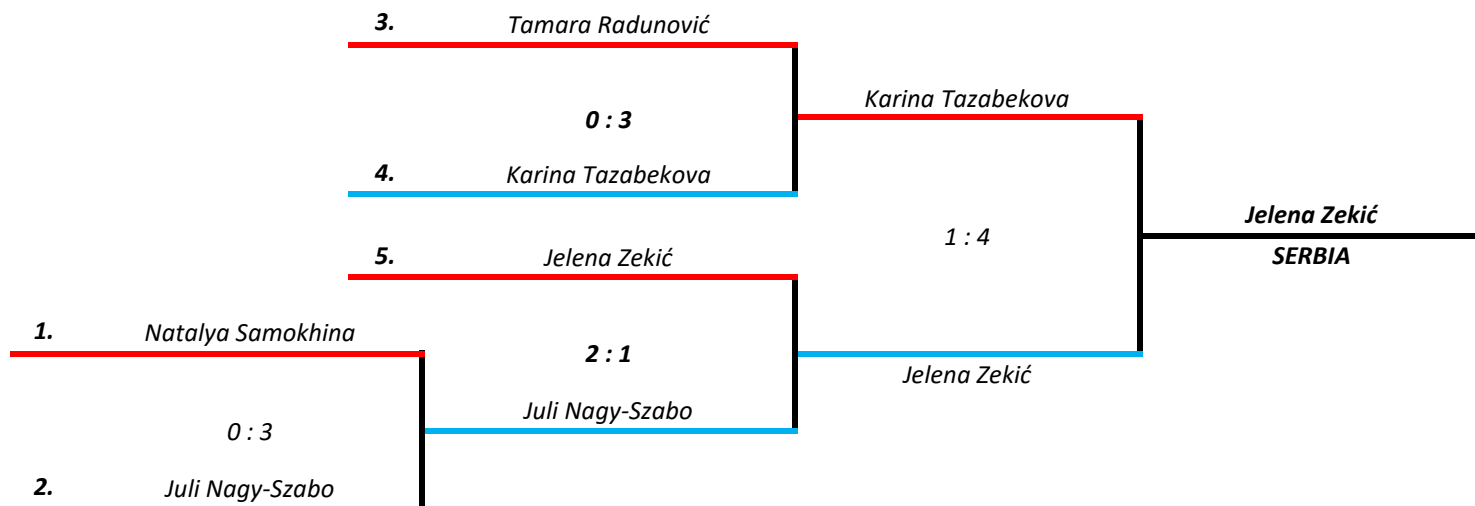 3. Tamara Radunović
0 : 3
Karina Tazabekova
4. Karina Tazabekova
1 : 4
Jelena Zekić
SERBIA
5. Jelena Zekić
1. Natalya Samokhina
2 : 1
Jelena Zekić
Juli Nagy-Szabo
0 : 3
2. Juli Nagy-Szabo